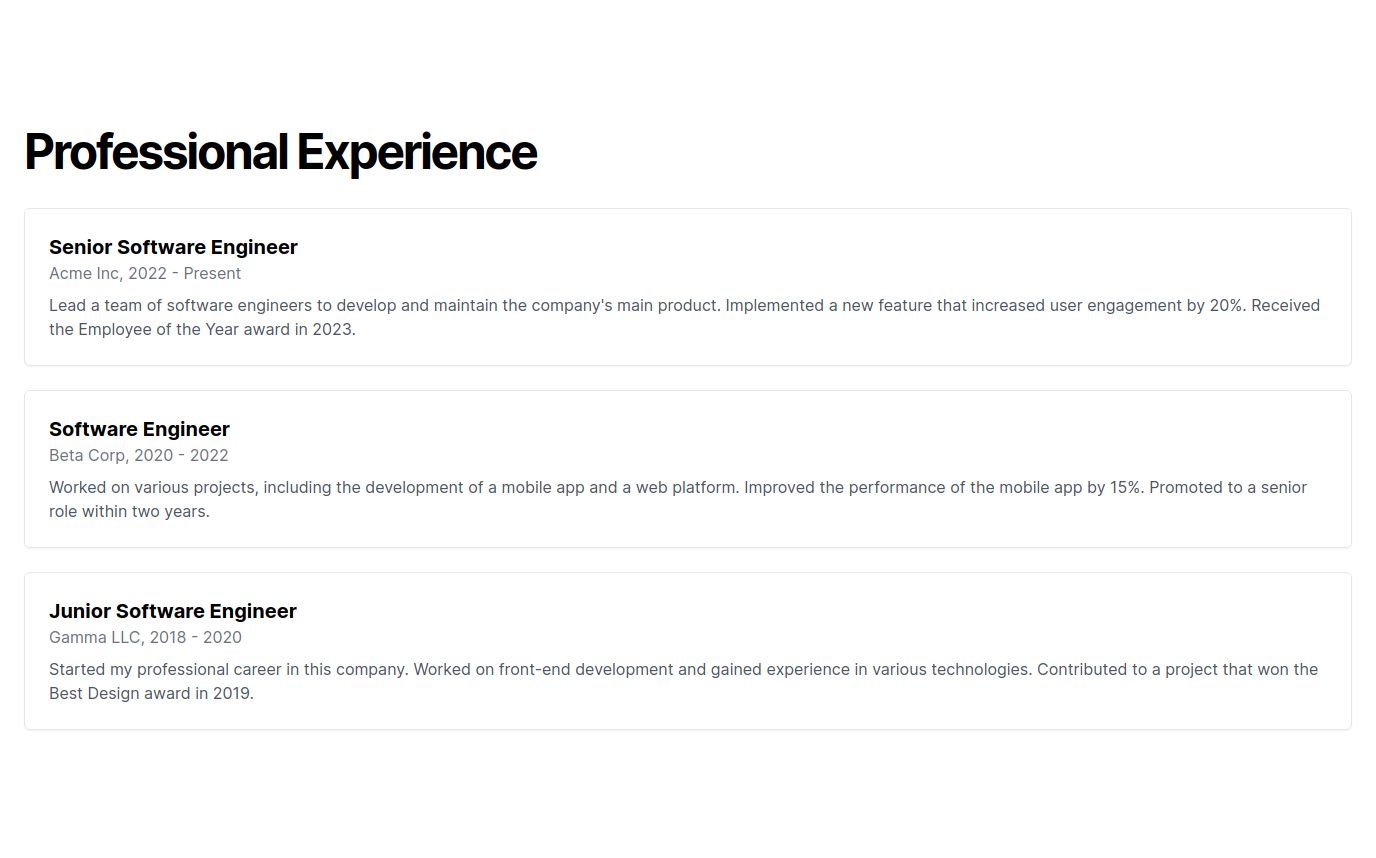 Professional Experience
Senior Software Engineer
Acme Inc, 2022 - Present
Lead a team of software engineers to develop and maintain the company's main product. Implemented a new feature that increased user engagement by 20%. Received
the Employee of the Year award in 2023.
Software Engineer
Beta Corp, 2020 - 2022
Worked on various projects, including the development of a mobile app and a web platform. Improved the performance of the mobile app by 15%. Promoted to a senior
role within two years.
Junior Software Engineer
Gamma LLC, 2018 - 2020
Started my professional career in this company. Worked on front-end development and gained experience in various technologies. Contributed to a project that won the
Best Design award in 2019.